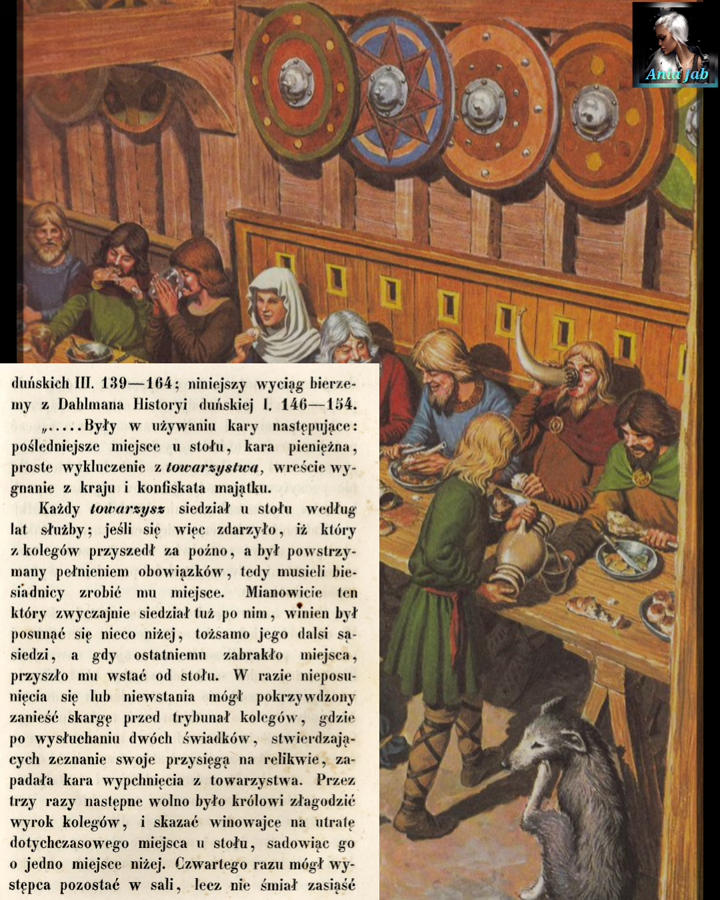 Ania jab
duńskich III. 139—164; niniejszy wyciąg bierze-
my z Dahlmana Historyi duńskiej I. 146—154.
„.....Były w używaniu kary następujące:
pośledniejsze miejsce u stołu, kara pieniężna,
proste wykluczenie z towarzystwa, wreście wy-
gnanie z kraju i konfiskata majątku.
Każdy towarzysz siedział u stołu według
lat służby; jeśli się więc zdarzyło, iż który
z kolegów przyszedł za poźno, a był powstrzy-
many pełnieniem obowiązków, tedy musieli bie-
siadnicy zrobić mu miejsce. Mianowicie ten
który zwyczajnie siedział tuż po nim, winien był
posunąć się nieco niżej, tożsamo jego dalsi są-
siedzi, a gdy ostatniemu zabrakło miejsca,
przyszło mu wstać od stołu. W razie nieposu-
nięcia się lub niewstania mógł pokrzywdzony
zanieść skargę przed trybunał kolegów, gdzie
po wysłuchaniu dwóch świadków, stwierdzają-
cych zeznanie swoje przysięgą na relikwie, za-
padała kara wypchnięcia z towarzystwa. Przez
trzy razy następne wolno było królowi złagodzić
wyrok kolegów, i skazać winowajcę na utratę
dotychczasowego miejsca u stołu, sadowiąc go
o jedno miejsce niżej. Czwartego razu mógł wy-
stępca pozostać w sali, lecz nie śmiał zasiąść